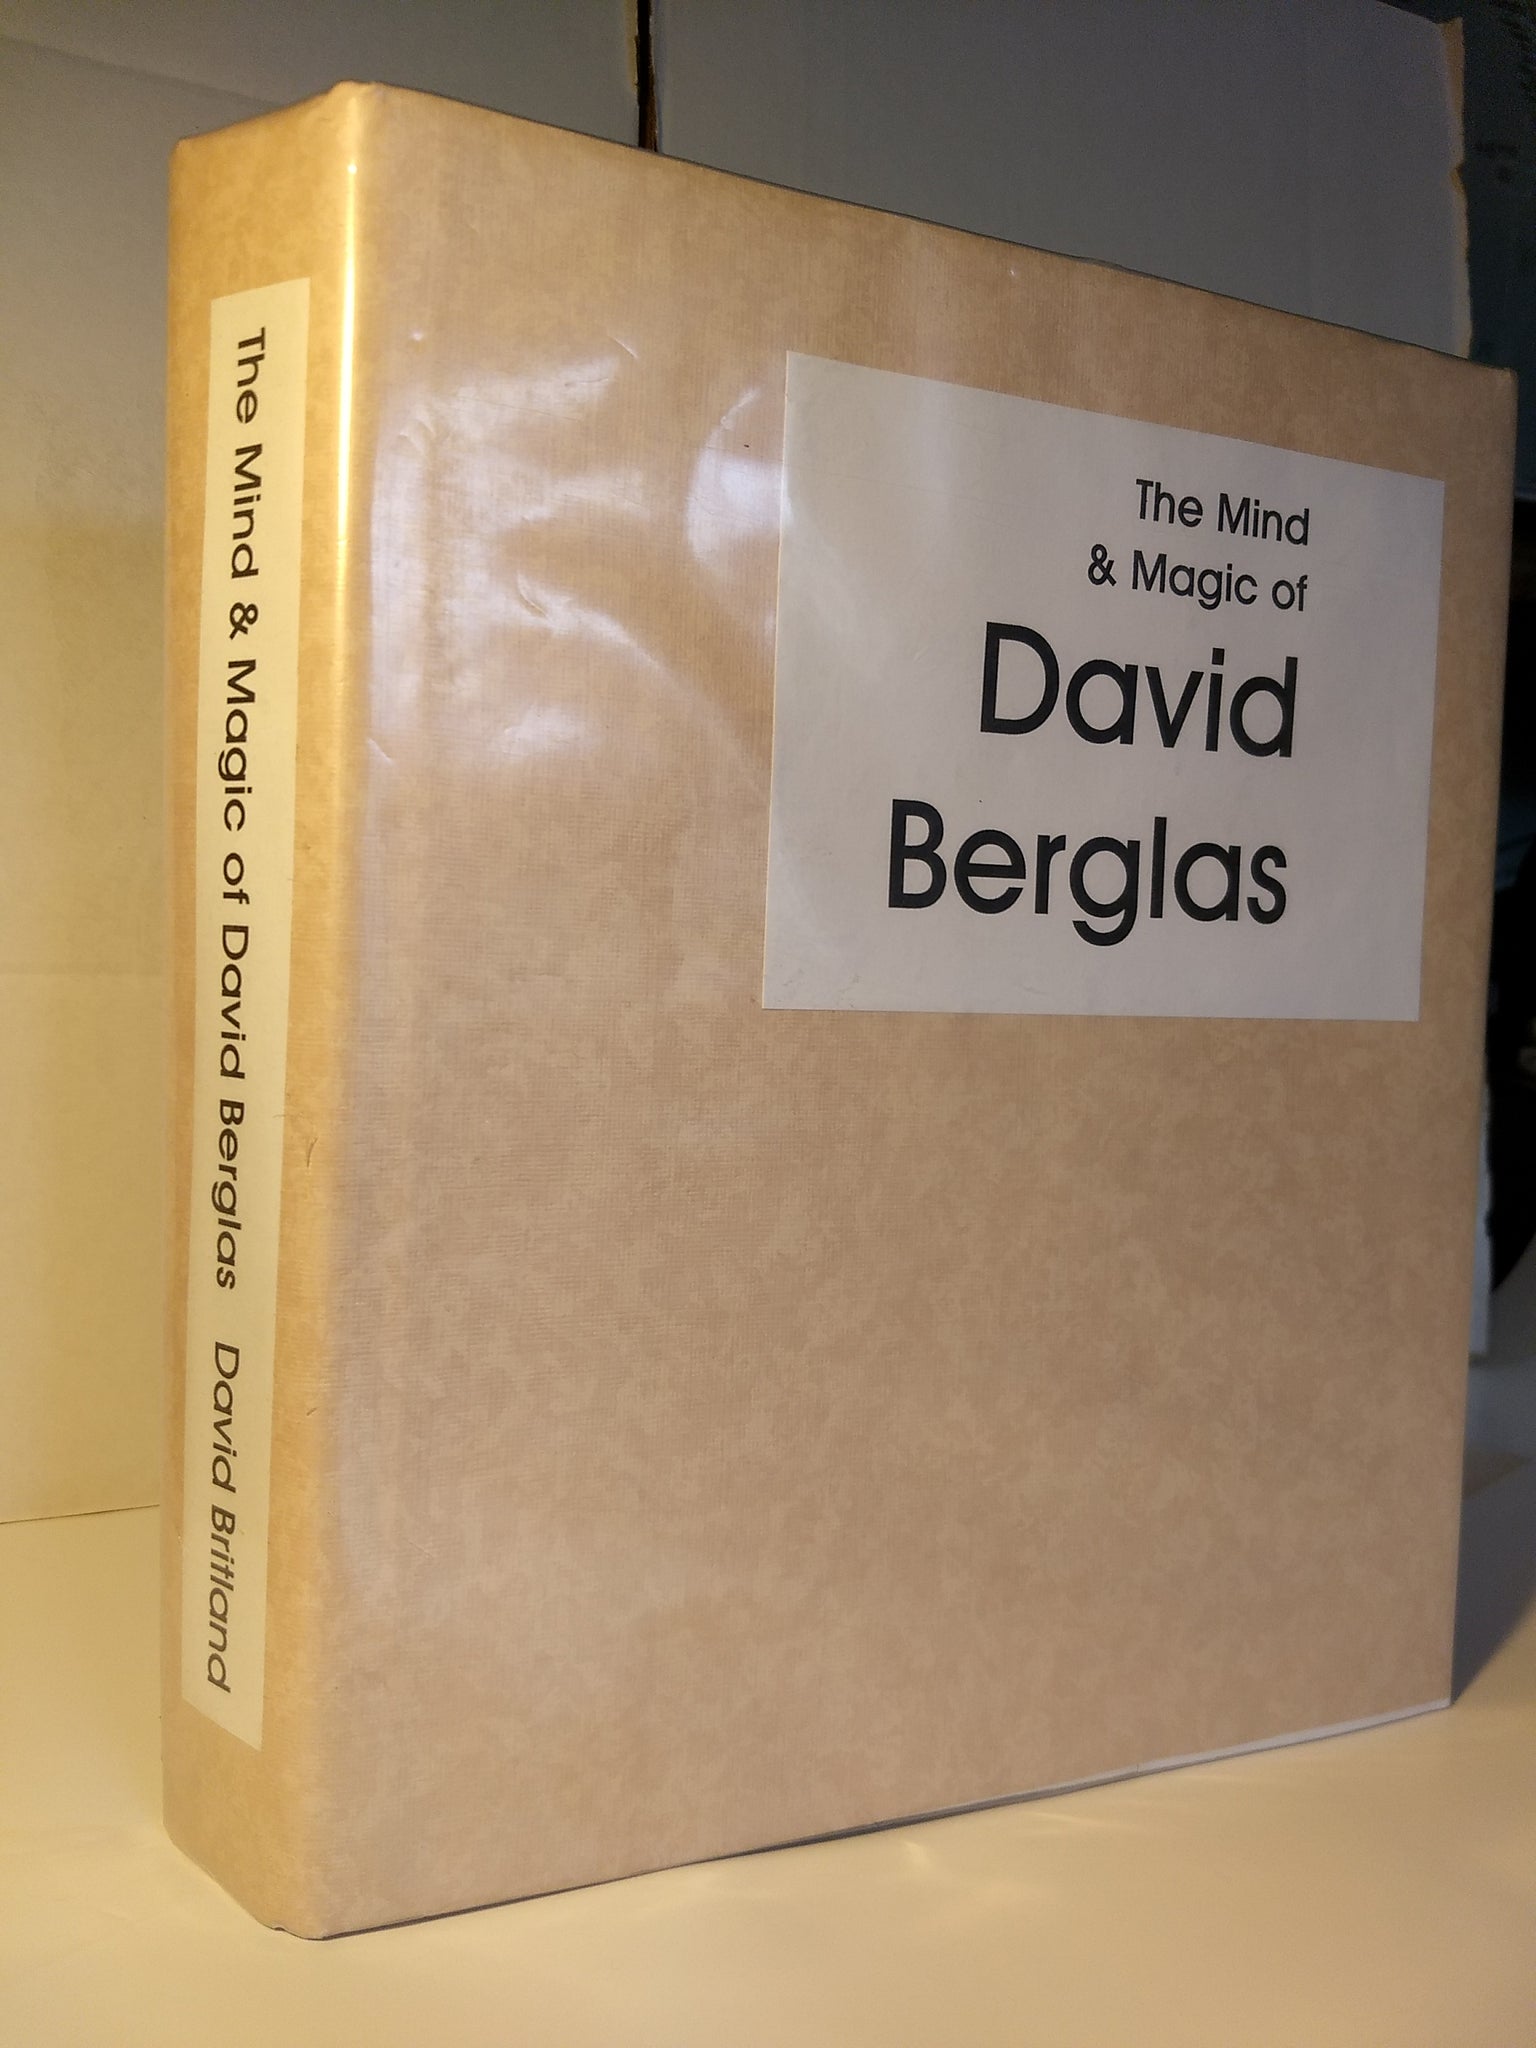 The Mind & Magic of David Berglas David Britland
The Mind
& Magic of
David
Berglas